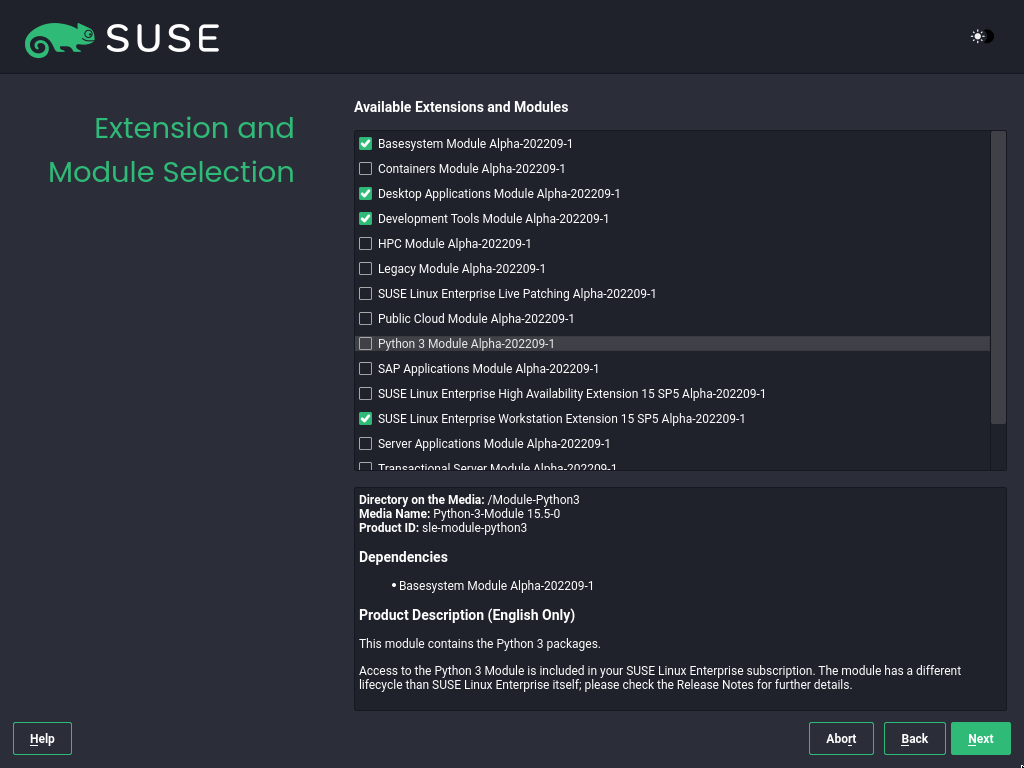 SUSE
Extension and
Module Selection
Available Extensions and Modules
Basesystem Module Alpha-202209-1
Containers Module Alpha-202209-1
Desktop Applications Module Alpha-202209-1
Development Tools Module Alpha-202209-1
HPC Module Alpha-202209-1
Legacy Module Alpha-202209-1
SUSE Linux Enterprise Live Patching Alpha-202209-1
Public Cloud Module Alpha-202209-1
Python 3 Module Alpha-202209-1
SAP Applications Module Alpha-202209-1
SUSE Linux Enterprise High Availability Extension 15 SP5 Alpha-202209-1
SUSE Linux Enterprise Workstation Extension 15 SP5 Alpha-202209-1
Server Applications Module Alpha-202209-1
Transactional Server Module Alpha-202209-1
Directory on the Media: /Module-Python3
Media Name: Python-3-Module 15.5-0
Product ID: sle-module-python3
Dependencies
• Basesystem Module Alpha-202209-1
Product Description (English Only)
This module contains the Python 3 packages.
Access to the Python 3 Module is included in your SUSE Linux Enterprise subscription. The module has a different
lifecycle than SUSE Linux Enterprise itself; please check the Release Notes for further details.
Help
Abort
Back
Next